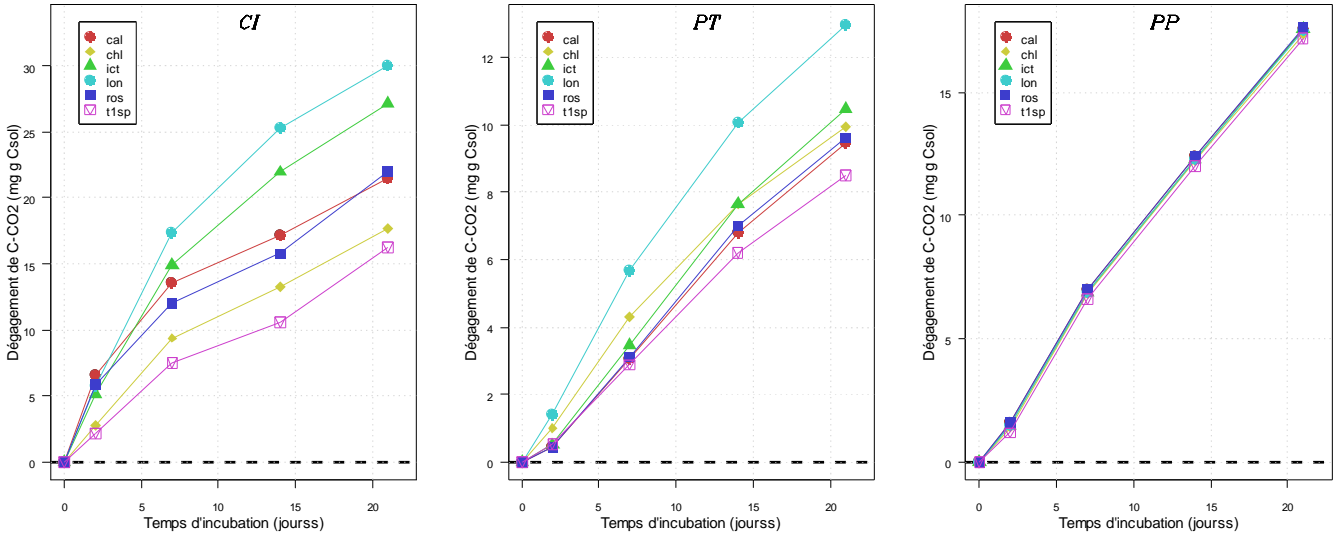 CI
cal
chl
ict
lon
ros
t1sp
Dégagement de C-CO2 (mg g Csol)
30
25
20
15
10
5
0
0 5 10 15 20
Temps d'incubation (jourss)
PT
cal
chl
ict
lon
ros
t1sp
Dégagement de C-CO2 (mg g Csol)
12
10
8
6
4
2
0
0 5 10 15 20
Temps d'incubation (jourss)
PP
cal
chl
ict
lon
ros
t1sp
Dégagement de C-CO2 (mg g Csol)
15
10
5
0
0 5 10 15 20
Temps d'incubation (jourss)